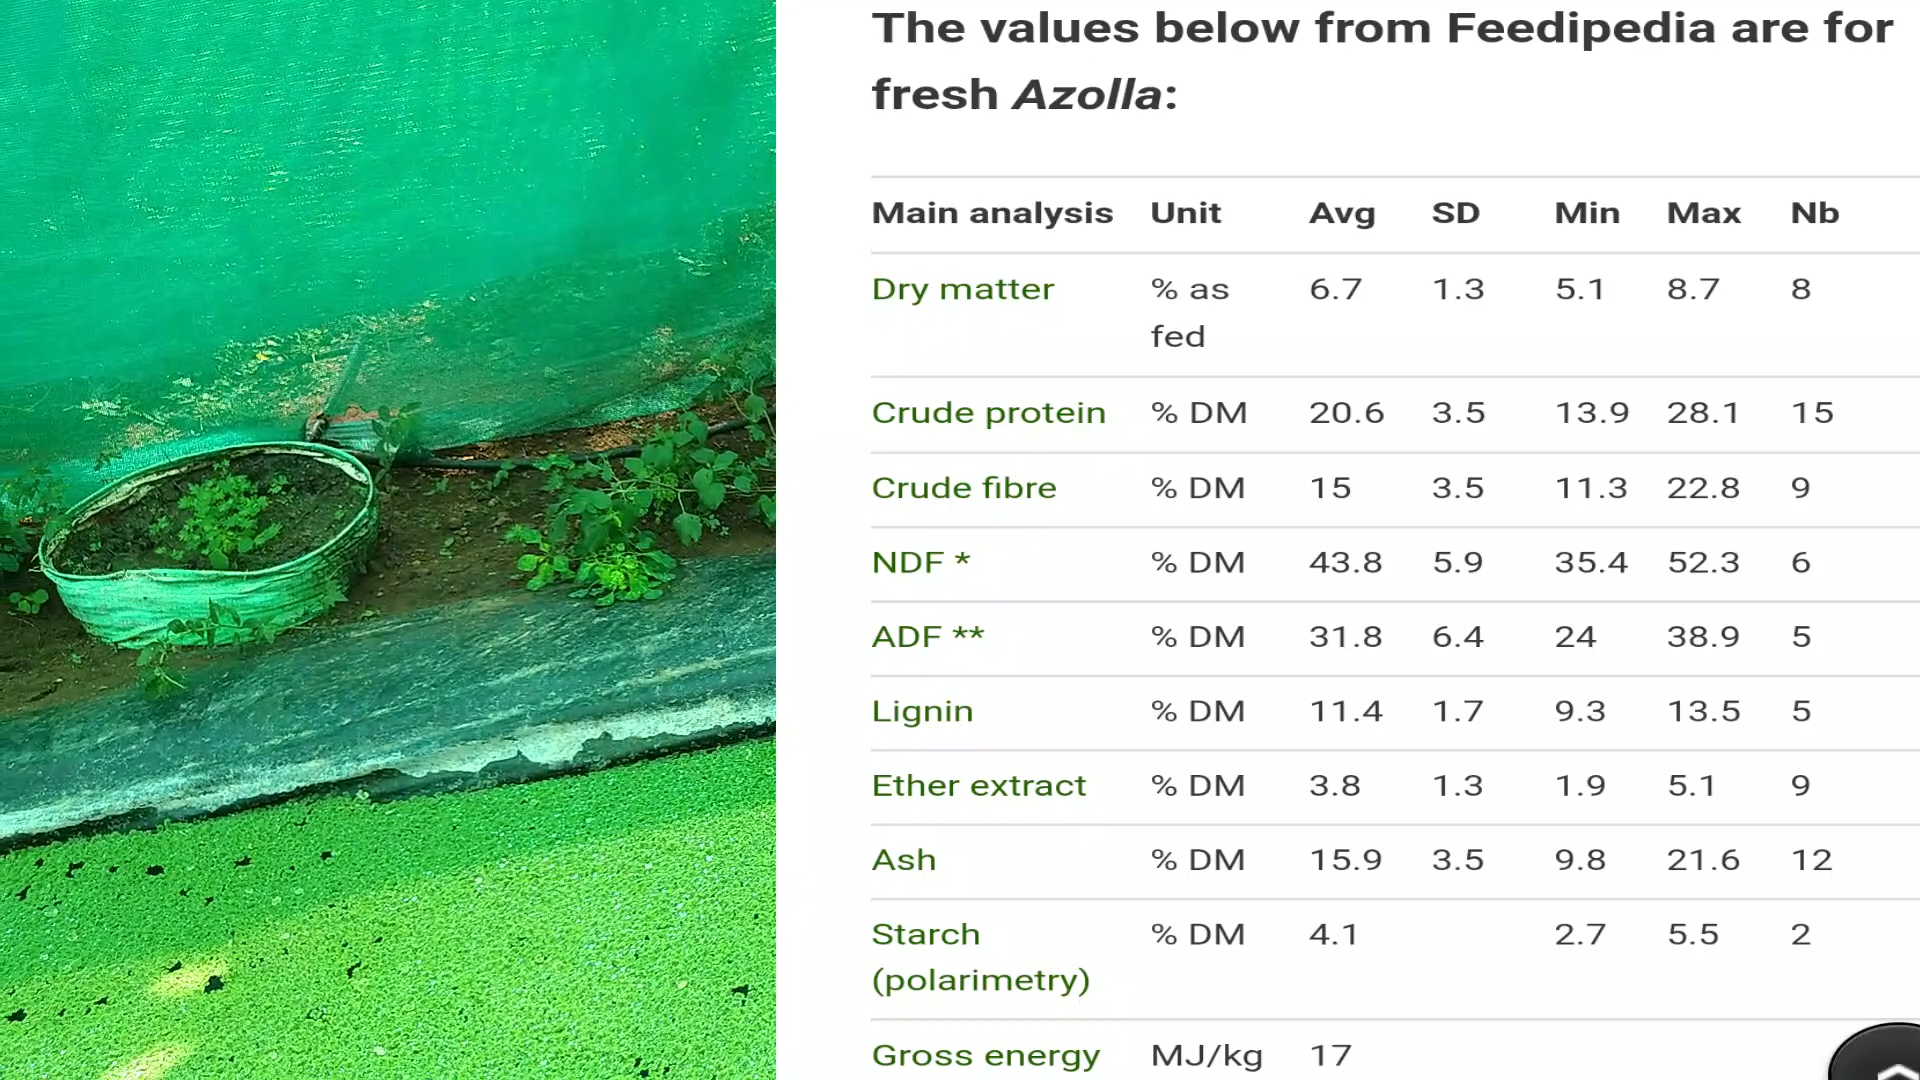 The values below from Feedipedia are for
fresh Azolla:
Main analysis Unit Avg SD Min Max Nb
Dry matter % as fed 6.7 1.3 5.1 8.7 8
Crude protein % DM 20.6 3.5 13.9 28.1 15
Crude fibre % DM 15 3.5 11.3 22.8 9
NDF * % DM 43.8 5.9 35.4 52.3 6
ADF ** % DM 31.8 6.4 24 38.9 5
Lignin % DM 11.4 1.7 9.3 13.5 5
Ether extract % DM 3.8 1.3 1.9 5.1 9
Ash % DM 15.9 3.5 9.8 21.6 12
Starch (polarimetry) % DM 4.1 2.7 5.5 2
Gross energy MJ/kg 17